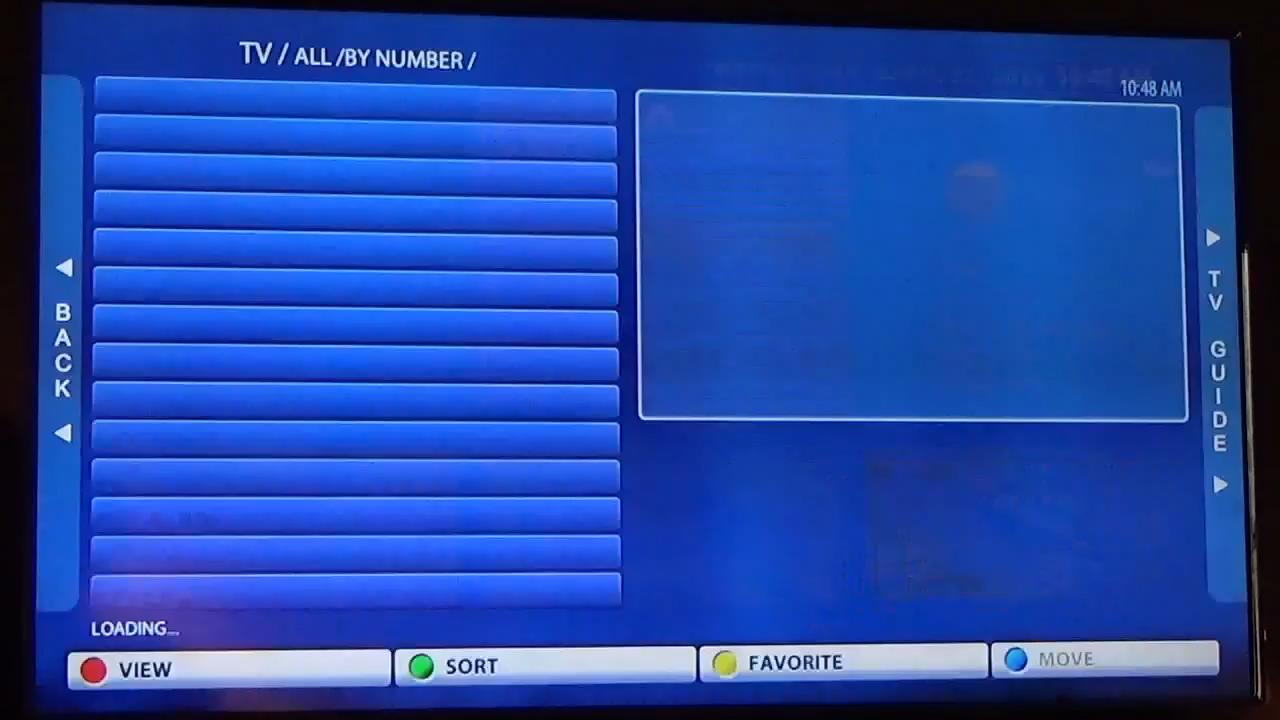 TV / ALL /BY NUMBER /
10:48 AM
BACK
TV GUIDE
LOADING...
VIEW
SORT
FAVORITE
MOVE